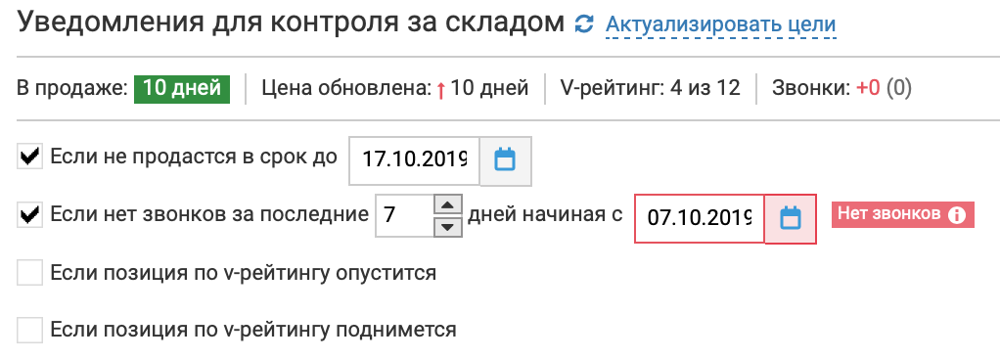 Уведомления для контроля за складом Актуализировать цели
В продаже: 10 дней Цена обновлена: ↑ 10 дней V-рейтинг: 4 из 12 Звонки: +0 (0)
Если не продастся в срок до 17.10.2019
Если нет звонков за последние 7 дней начиная с 07.10.2019 Нет звонков
Если позиция по v-рейтингу опустится
Если позиция по v-рейтингу поднимется